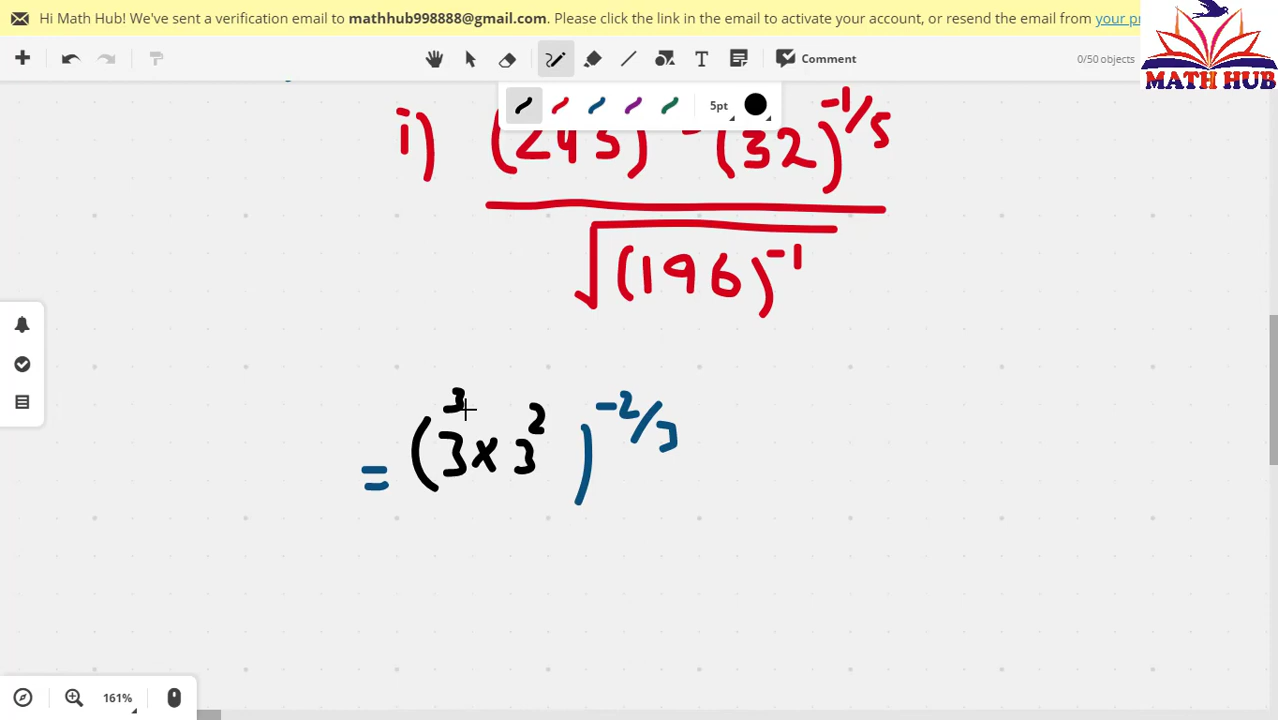 Hi Math Hub! We've sent a verification email to mathhub998888@gmail.com. Please click the link in the email to activate your account, or resend the email from your pr
MATH HUB
Comment
0/50 objects
5pt
i) (243) (32)^-1/5
√(196)^-1
= (3^3 x 3^2)^-2/3
161%